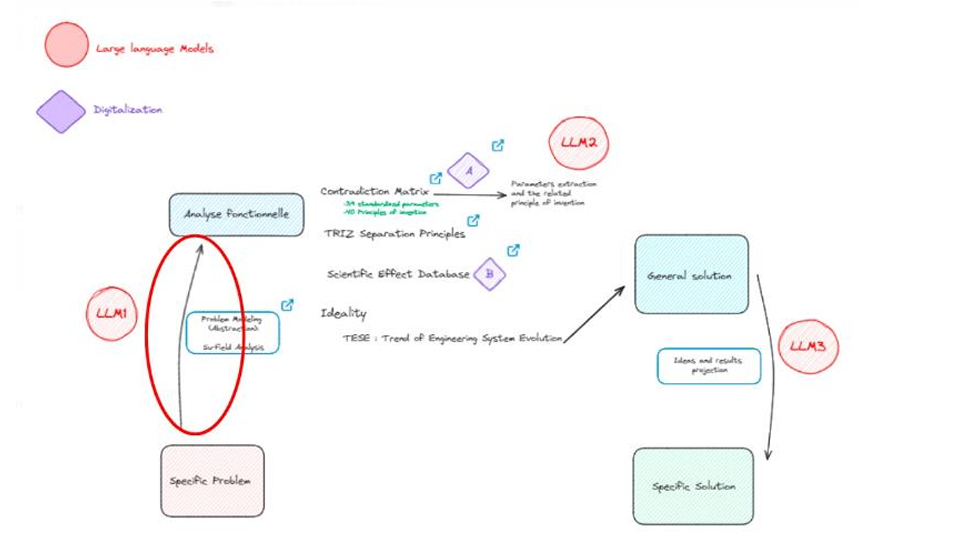 Large language Models
Digitalization
LLM2
A
Contradiction Matrix
-39 standardized parameters
-40 Principles of invention
Parameters extraction
and the related
principle of invention
Analyse fonctionnelle
TRIZ Separation Principles
Scientific Effect Database
B
General solution
LLM1
Problem Modeling
(Abstraction)
Su-field Analysis
Ideality
TESE : Trend of Engineering System Evolution
LLM3
Ideas and results
projection
Specific Problem
Specific Solution